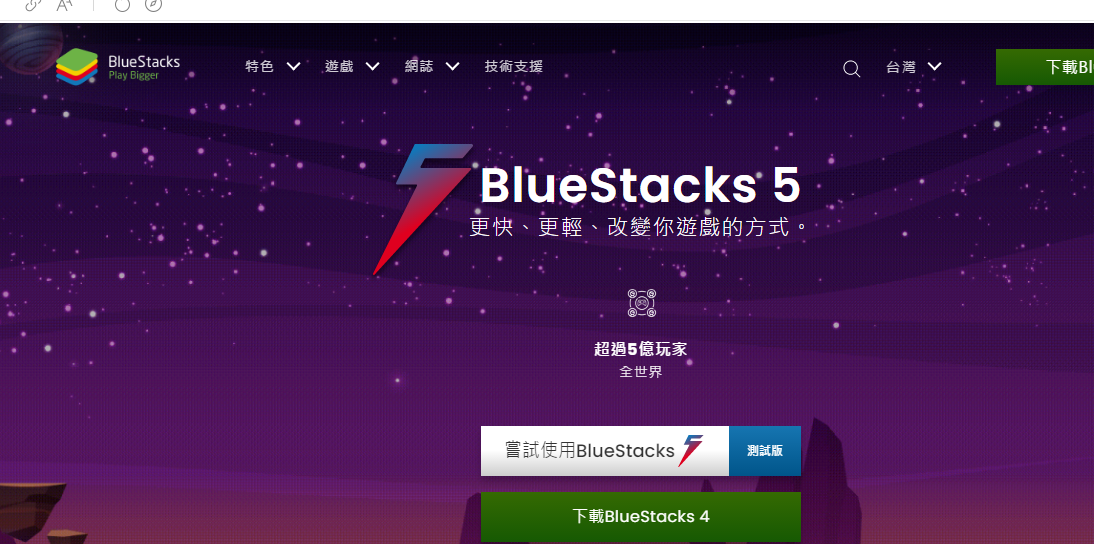 BlueStacks
Play Bigger
特色
遊戲
網誌
技術支援
台灣
下載Bl
BlueStacks 5
更快、更輕、改變你遊戲的方式。
超過5億玩家
全世界
嘗試使用BlueStacks 5
測試版
下載BlueStacks 4